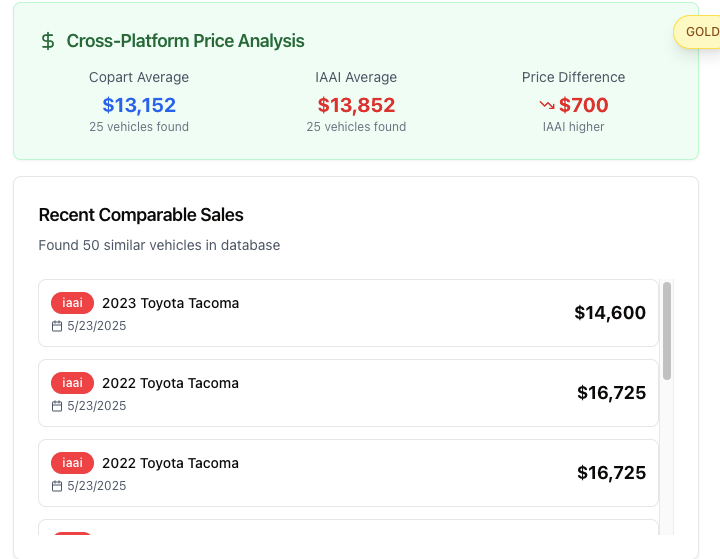 Cross-Platform Price Analysis
GOLD
Copart Average
$13,152
25 vehicles found
IAAI Average
$13,852
25 vehicles found
Price Difference
$700
IAAI higher
Recent Comparable Sales
Found 50 similar vehicles in database
iaai 2023 Toyota Tacoma
5/23/2025
$14,600
iaai 2022 Toyota Tacoma
5/23/2025
$16,725
iaai 2022 Toyota Tacoma
5/23/2025
$16,725